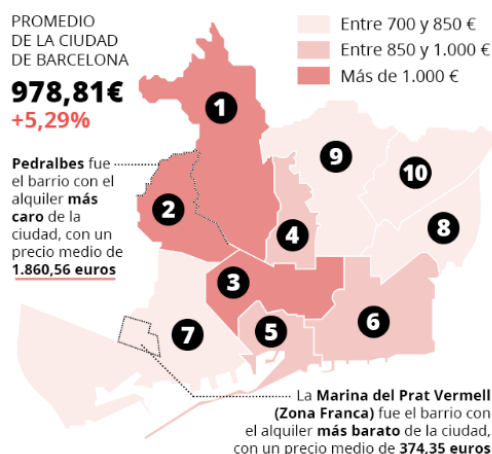 PROMEDIO
DE LA CIUDAD
DE BARCELONA
978,81€
+5,29%
Entre 700 y 850 €
Entre 850 y 1.000 €
Más de 1.000 €
Pedralbes fue
el barrio con el
alquiler más
caro de la
ciudad, con un
precio medio de
1.860,56 euros
1
2
3
4
5
6
7
8
9
10
La Marina del Prat Vermell
(Zona Franca) fue el barrio con
el alquiler más barato de la ciudad,
con un precio medio de 374,35 euros